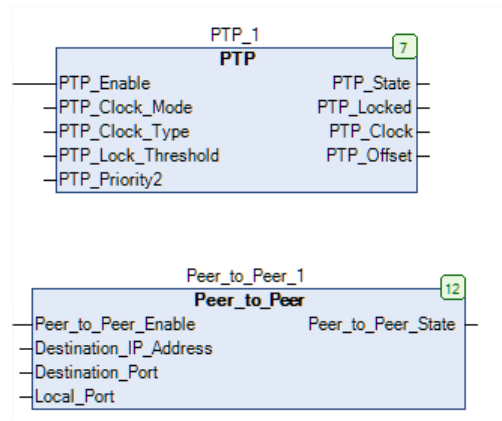 PTP_1
7
PTP
PTP_Enable PTP_State
PTP_Clock_Mode PTP_Locked
PTP_Clock_Type PTP_Clock
PTP_Lock_Threshold PTP_Offset
PTP_Priority2
Peer_to_Peer_1
12
Peer_to_Peer
Peer_to_Peer_Enable Peer_to_Peer_State
Destination_IP_Address
Destination_Port
Local_Port